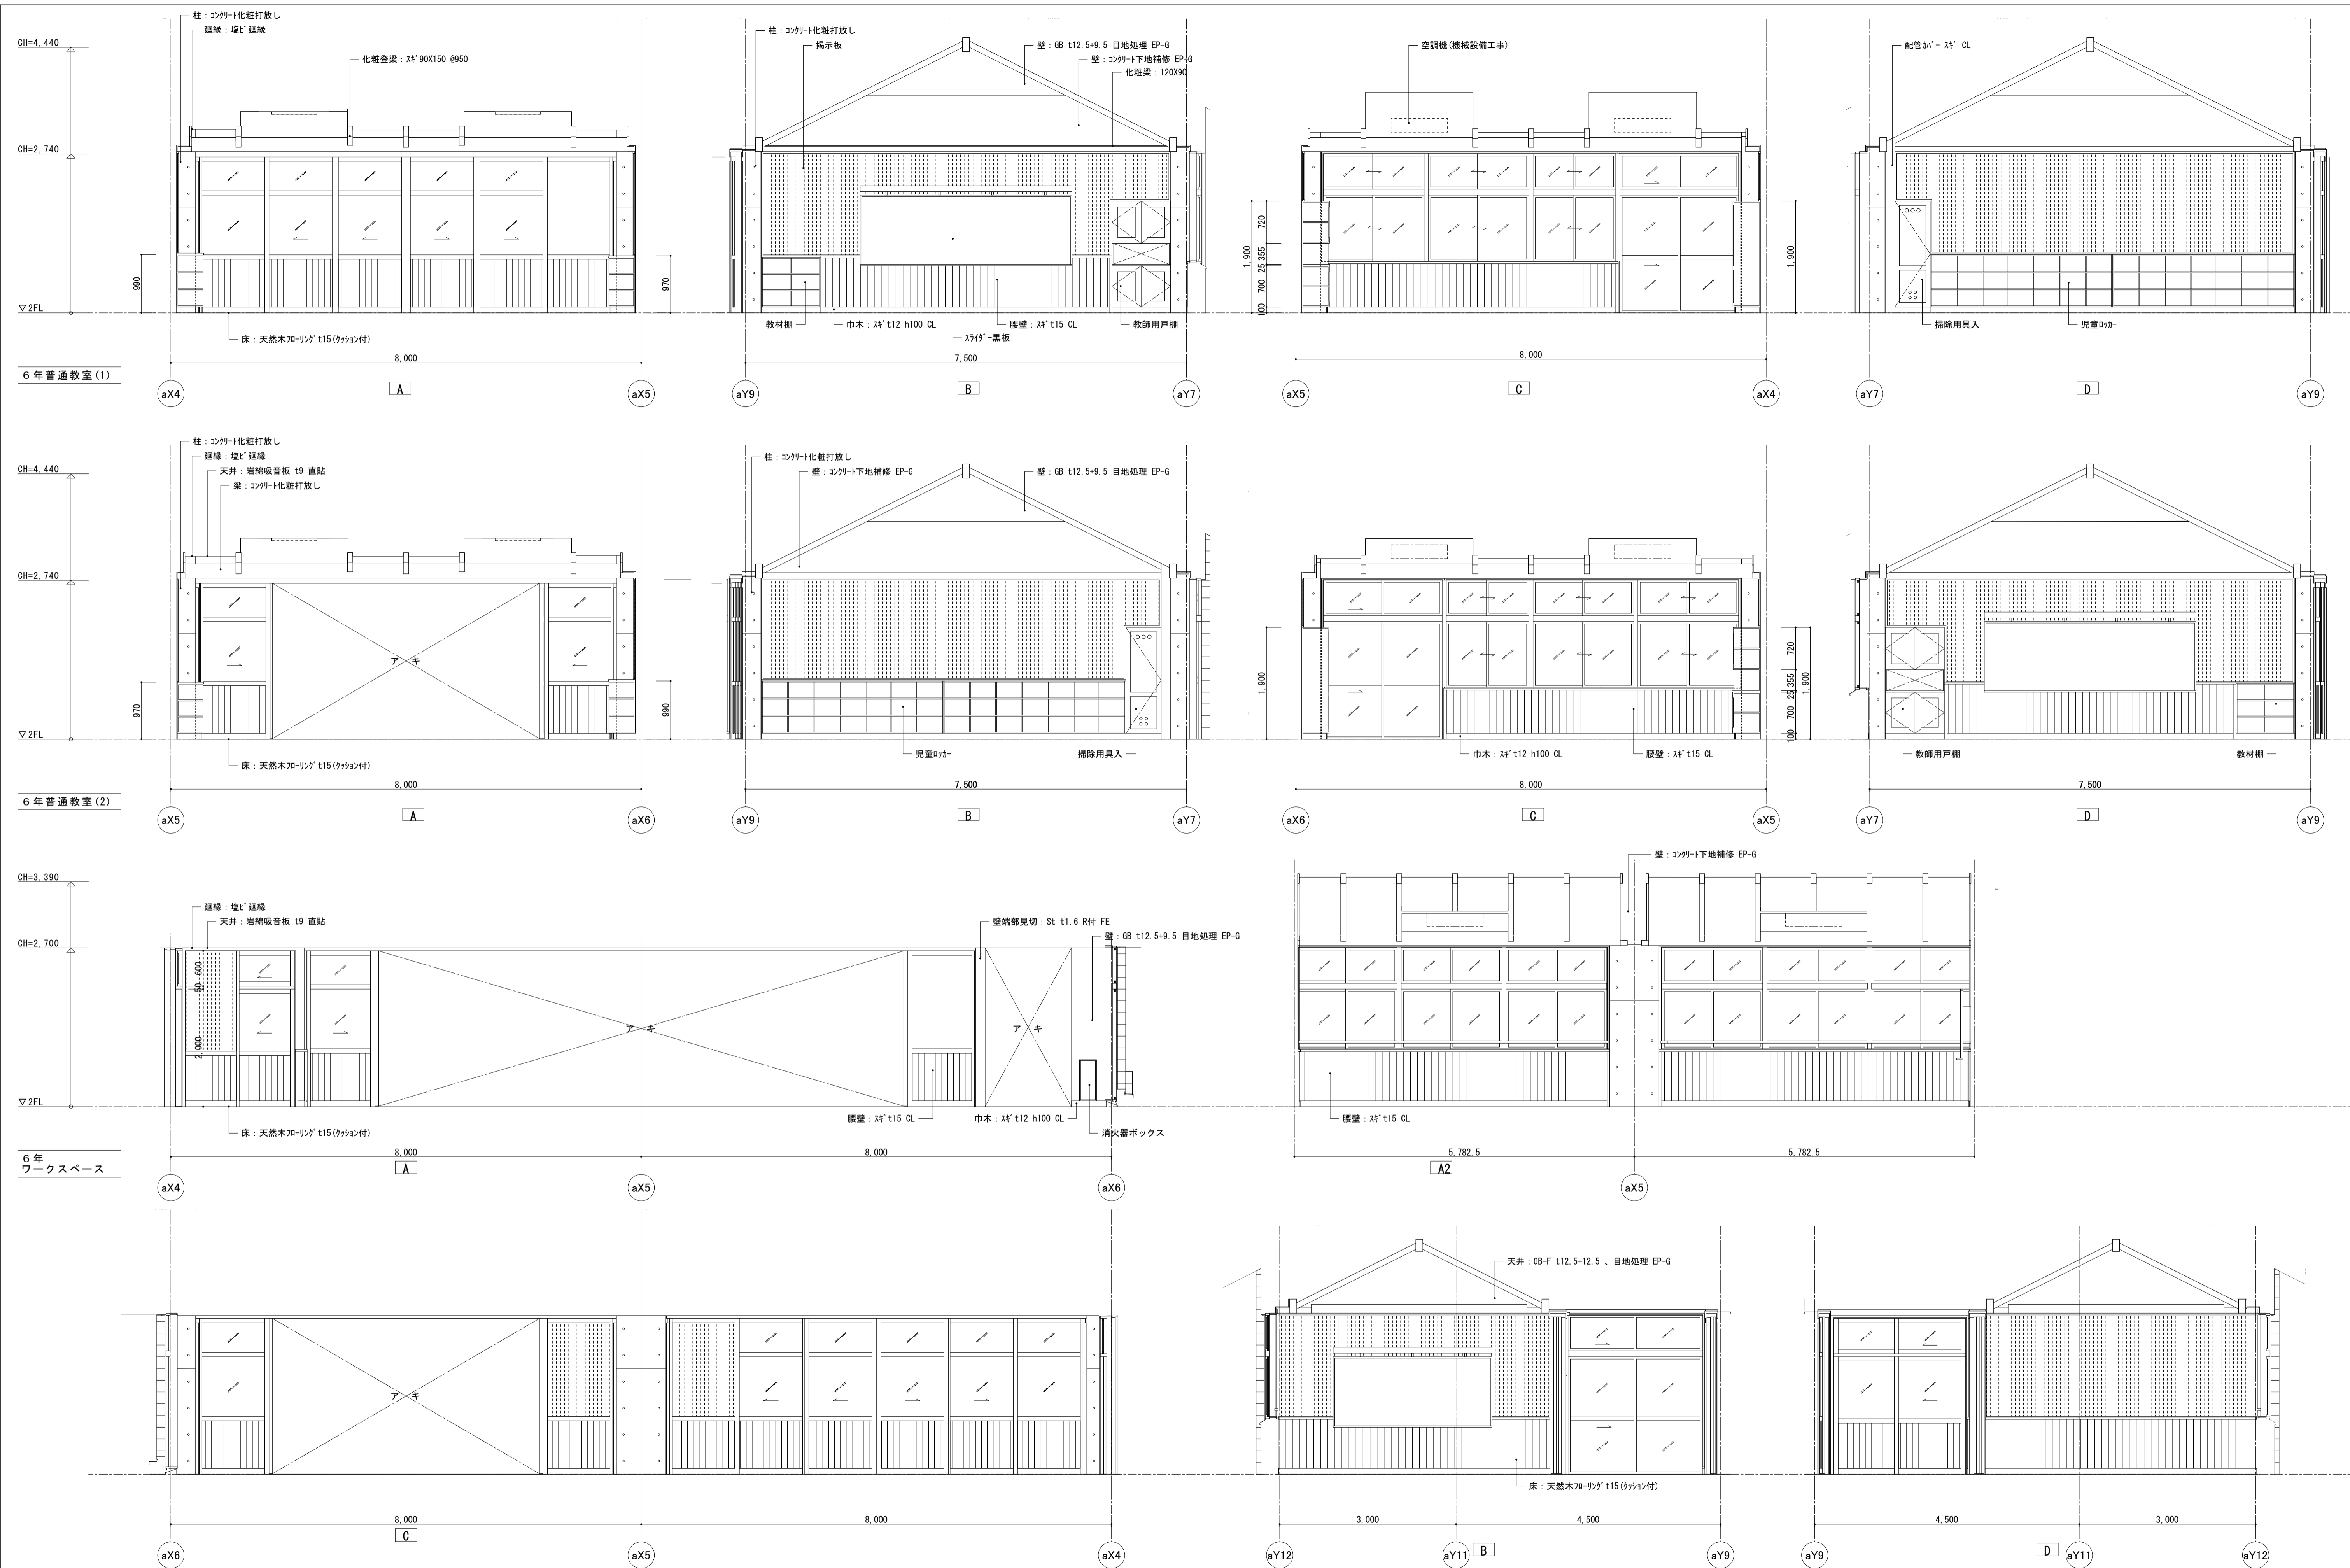 柱：ｺﾝｸﾘｰﾄ化粧打放し
廻縁：塩ﾋﾞ廻縁
CH=4,440
化粧登梁：ｽｷﾞ90X150 @950
CH=2,740
990
970
▽2FL
床：天然木ﾌﾛｰﾘﾝｸﾞt15(ｸｯｼｮﾝ付)
8,000
６年普通教室(1)
aX4
A
aX5
柱：ｺﾝｸﾘｰﾄ化粧打放し
掲示板
壁：GB t12.5+9.5 目地処理 EP-G
壁：ｺﾝｸﾘｰﾄ下地補修 EP-G
化粧梁：120X90
教材棚
巾木：ｽｷﾞt12 h100 CL
腰壁：ｽｷﾞt15 CL
教師用戸棚
ｽﾗｲﾀﾞｰ黒板
7,500
aY9
B
aY7
空調機(機械設備工事)
1,900
720
355
25
700
100
1,900
8,000
aX5
C
aX4
配管ｶﾊﾞｰ ｽｷﾞ CL
掃除用具入
児童ﾛｯｶｰ
aY7
D
aY9
柱：ｺﾝｸﾘｰﾄ化粧打放し
廻縁：塩ﾋﾞ廻縁
天井：岩綿吸音板 t9 直貼
梁：ｺﾝｸﾘｰﾄ化粧打放し
CH=4,440
CH=2,740
ア キ
970
990
▽2FL
床：天然木ﾌﾛｰﾘﾝｸﾞt15(ｸｯｼｮﾝ付)
8,000
６年普通教室(2)
aX5
A
aX6
柱：ｺﾝｸﾘｰﾄ化粧打放し
壁：ｺﾝｸﾘｰﾄ下地補修 EP-G
壁：GB t12.5+9.5 目地処理 EP-G
児童ﾛｯｶｰ
掃除用具入
7,500
aY9
B
aY7
1,900
720
355
25
700
100
1,900
巾木：ｽｷﾞt12 h100 CL
腰壁：ｽｷﾞt15 CL
8,000
aX6
C
aX5
教師用戸棚
教材棚
7,500
aY7
D
aY9
CH=3,390
廻縁：塩ﾋﾞ廻縁
天井：岩綿吸音板 t9 直貼
CH=2,700
600
50
2,000
ア キ
壁端部見切：St t1.6 R付 FE
壁：GB t12.5+9.5 目地処理 EP-G
ア キ
▽2FL
床：天然木ﾌﾛｰﾘﾝｸﾞt15(ｸｯｼｮﾝ付)
腰壁：ｽｷﾞt15 CL
巾木：ｽｷﾞt12 h100 CL
消火器ボックス
8,000
8,000
６年
ワークスペース
A
aX4
aX5
aX6
壁：ｺﾝｸﾘｰﾄ下地補修 EP-G
腰壁：ｽｷﾞt15 CL
5,782.5
5,782.5
A2
aX5
ア キ
8,000
8,000
C
aX6
aX5
aX4
天井：GB-F t12.5+12.5 、目地処理 EP-G
床：天然木ﾌﾛｰﾘﾝｸﾞt15(ｸｯｼｮﾝ付)
3,000
4,500
aY12
aY11
B
aY9
4,500
3,000
aY9
D
aY11
aY12